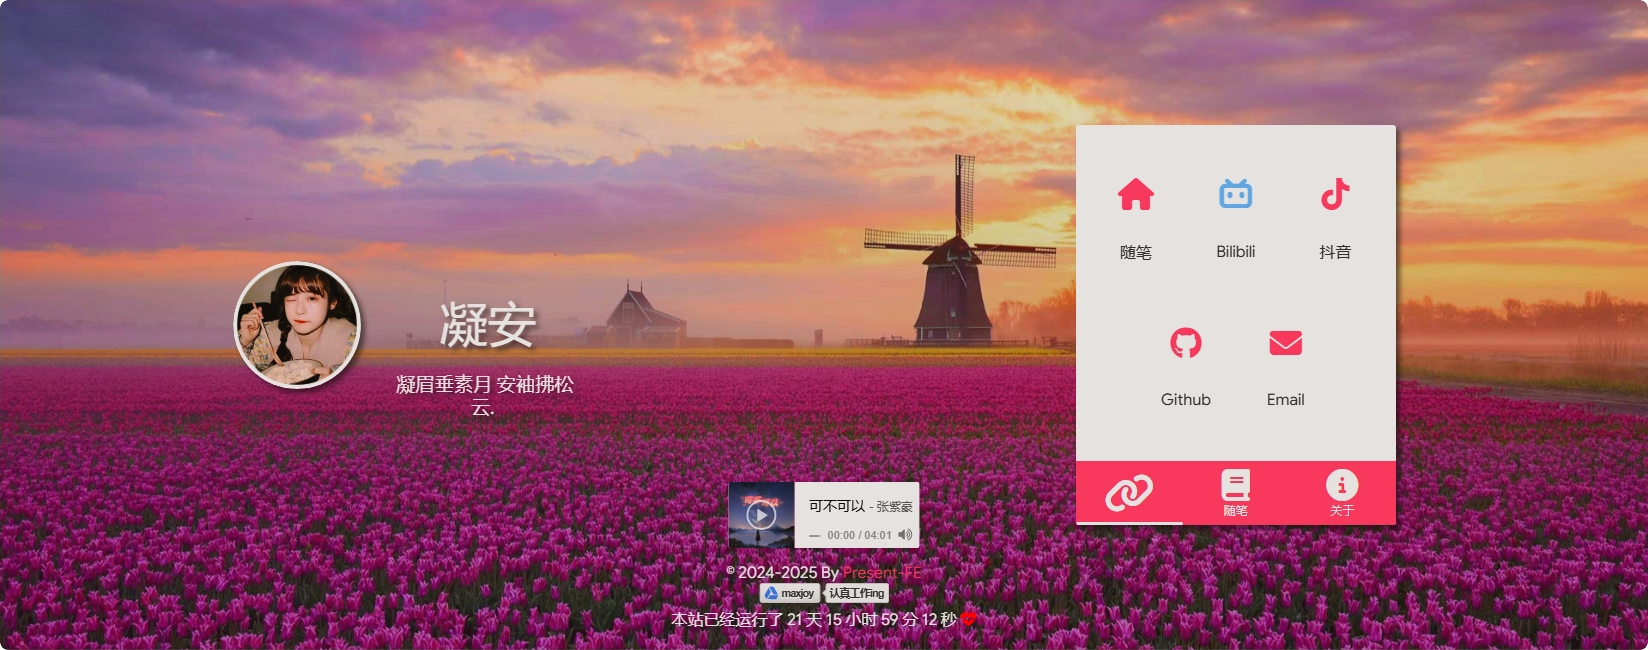 凝安
凝眉垂素月 安袖拂松
云.
随笔
Bilibili
抖音
Github
Email
随笔
关于
可不可以 - 张紫豪
00:00 / 04:01
© 2024-2025 By Present-FE
maxjoy 认真工作ing
本站已经运行了 21 天 15 小时 59 分 12 秒